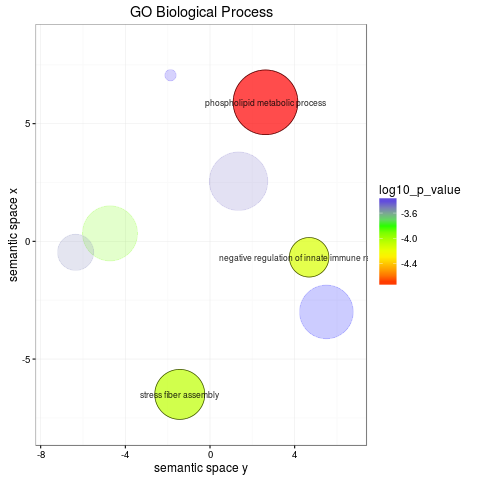 GO Biological Process
phospholipid metabolic process
negative regulation of innate immune r
stress fiber assembly
5
0
-5
-8
-4
0
4
semantic space y
semantic space x
log10_p_value
-3.6
-4.0
-4.4